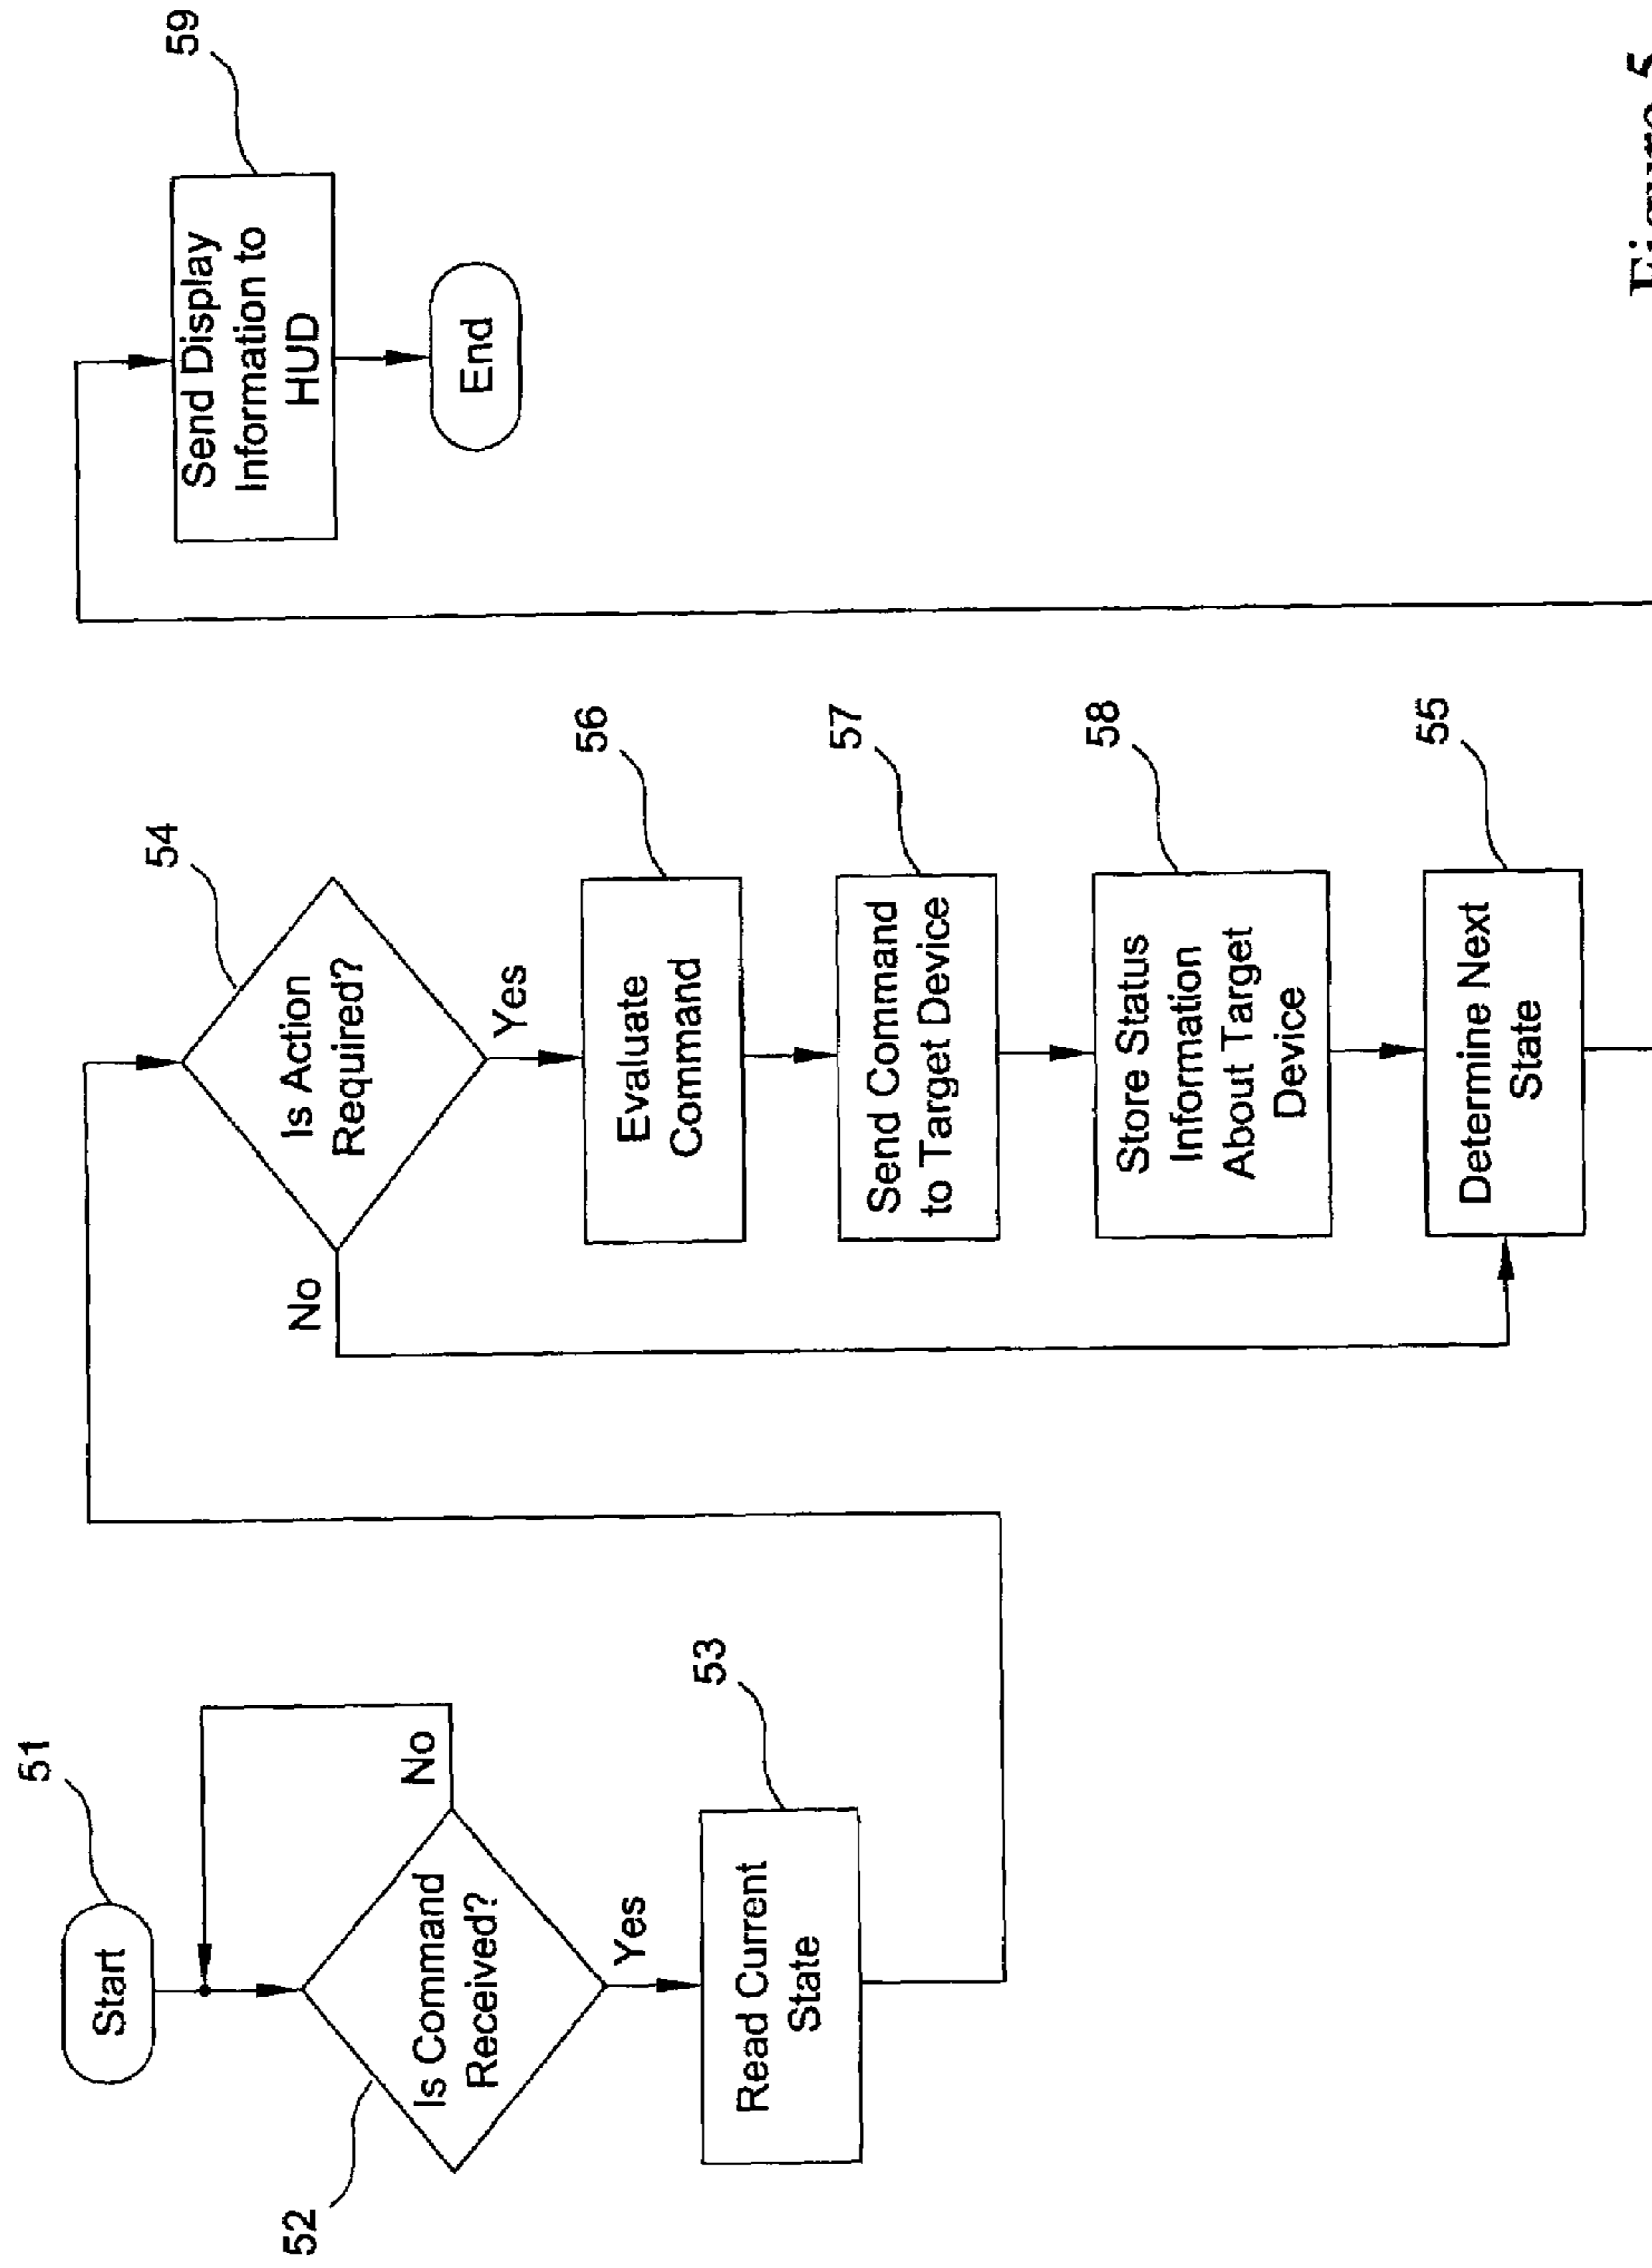 51
Start
52
Is Command
Received?
No
Yes
53
Read Current
State
54
Is Action
Required?
No
Yes
56
Evaluate
Command
57
Send Command
to Target Device
58
Store Status
Information
About Target
Device
55
Determine Next
State
59
Send Display
Information to
HUD
End
Figure 5